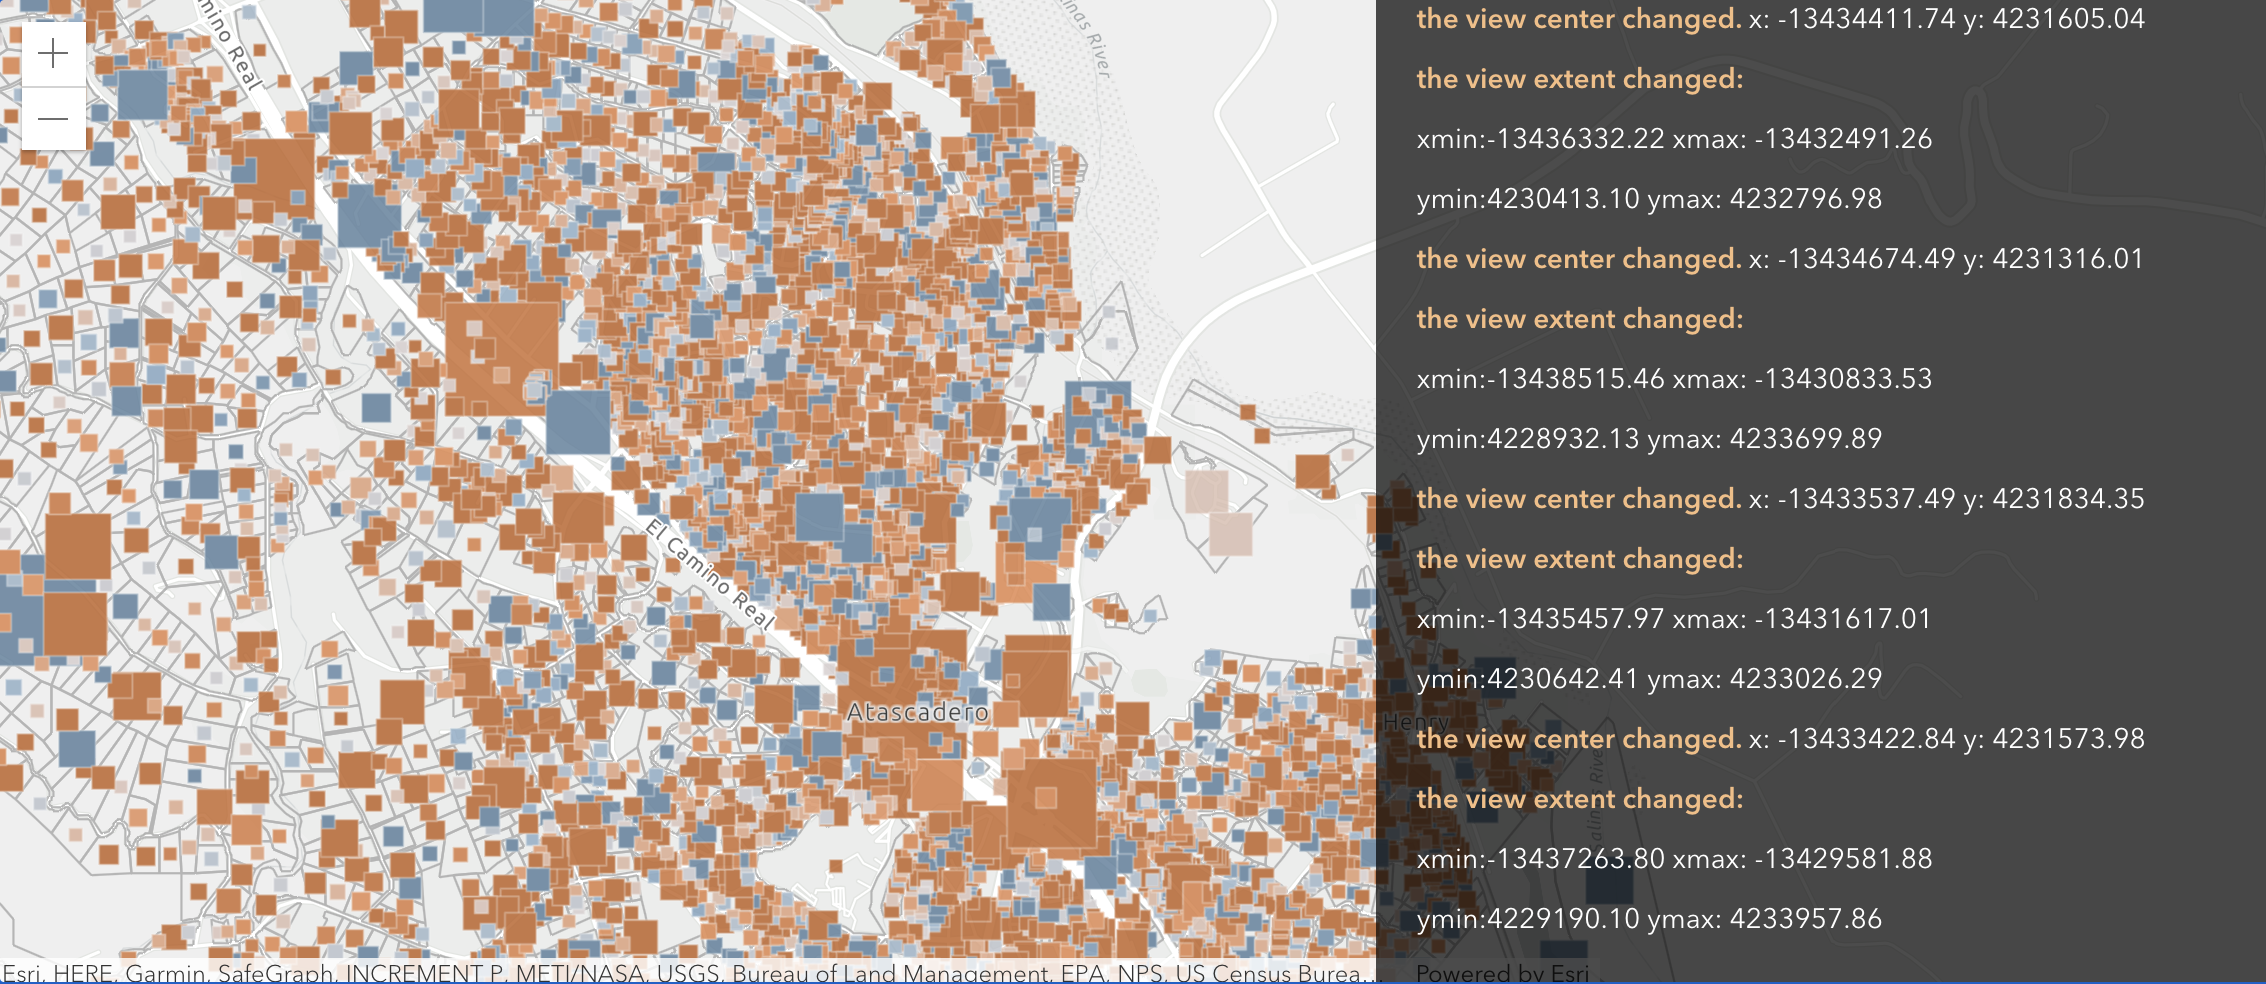 mino Real
inas River
El Camino Real
Atascadero
Henry
alinas River
Esri, HERE, Garmin, SafeGraph, INCREMENT P, METI/NASA, USGS, Bureau of Land Management, EPA, NPS, US Census Burea...
Powered by Esri
the view center changed. x: -13434411.74 y: 4231605.04
the view extent changed:
xmin:-13436332.22 xmax: -13432491.26
ymin:4230413.10 ymax: 4232796.98
the view center changed. x: -13434674.49 y: 4231316.01
the view extent changed:
xmin:-13438515.46 xmax: -13430833.53
ymin:4228932.13 ymax: 4233699.89
the view center changed. x: -13433537.49 y: 4231834.35
the view extent changed:
xmin:-13435457.97 xmax: -13431617.01
ymin:4230642.41 ymax: 4233026.29
the view center changed. x: -13433422.84 y: 4231573.98
the view extent changed:
xmin:-13437263.80 xmax: -13429581.88
ymin:4229190.10 ymax: 4233957.86